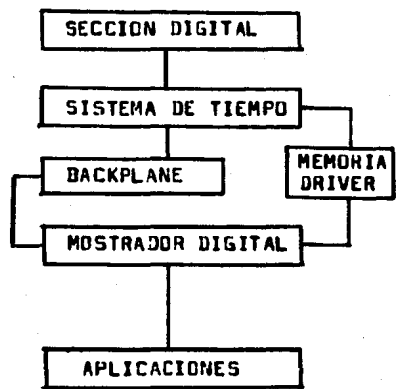 SECCION DIGITAL
SISTEMA DE TIEMPO
BACKPLANE
MEMORIA
DRIVER
MOSTRADOR DIGITAL
APLICACIONES